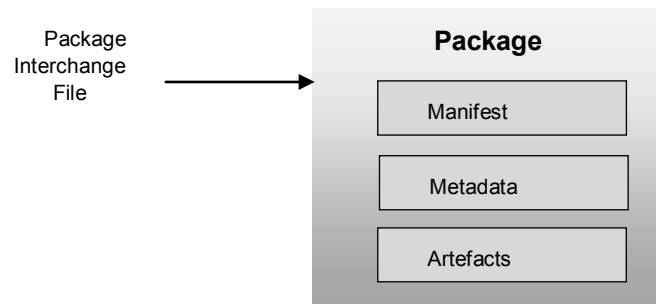 Package
Interchange
File
Package
Manifest
Metadata
Artefacts